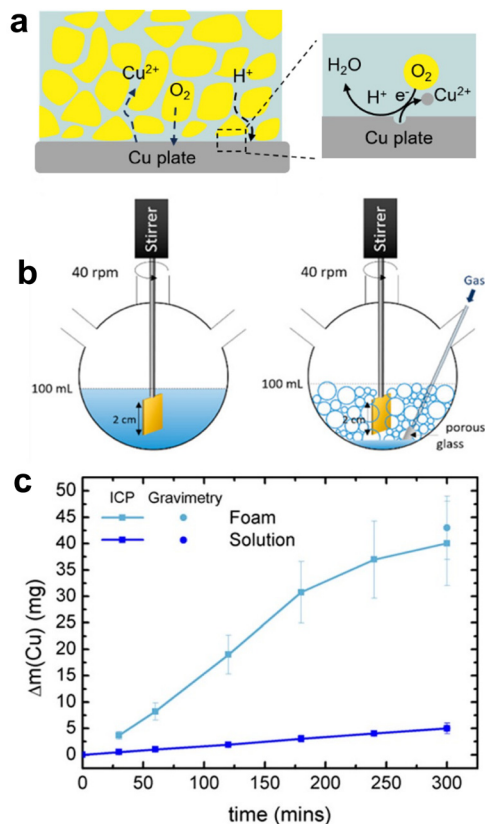 a
Cu²⁺
O₂
H⁺
Cu plate
H₂O
O₂
H⁺ e⁻ Cu²⁺
Cu plate
b
Stirrer
40 rpm
100 mL
2 cm
Stirrer
40 rpm
Gas
100 mL
2 cm
porous
glass
c
ICP Gravimetry
Foam
Solution
50
45
40
35
30
25
20
15
10
5
0
Δm(Cu) (mg)
0 50 100 150 200 250 300
time (mins)